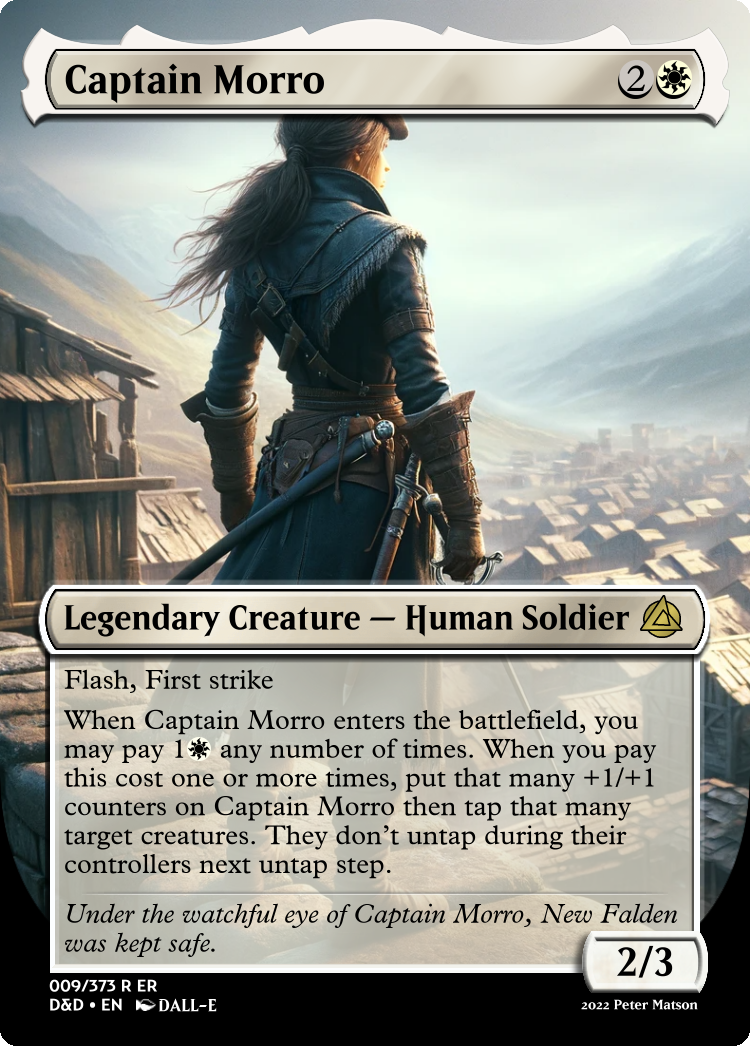 Captain Morro 2
Legendary Creature — Human Soldier
Flash, First strike
When Captain Morro enters the battlefield, you
may pay 1 any number of times. When you pay
this cost one or more times, put that many +1/+1
counters on Captain Morro then tap that many
target creatures. They don't untap during their
controllers next untap step.
Under the watchful eye of Captain Morro, New Falden
was kept safe.
2/3
009/373 R ER
D&D • EN DALL-E
2022 Peter Matson